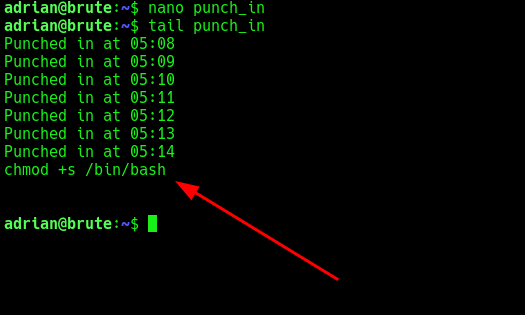 adrian@brute:~$ nano punch_in
adrian@brute:~$ tail punch_in
Punched in at 05:08
Punched in at 05:09
Punched in at 05:10
Punched in at 05:11
Punched in at 05:12
Punched in at 05:13
Punched in at 05:14
chmod +s /bin/bash
adrian@brute:~$